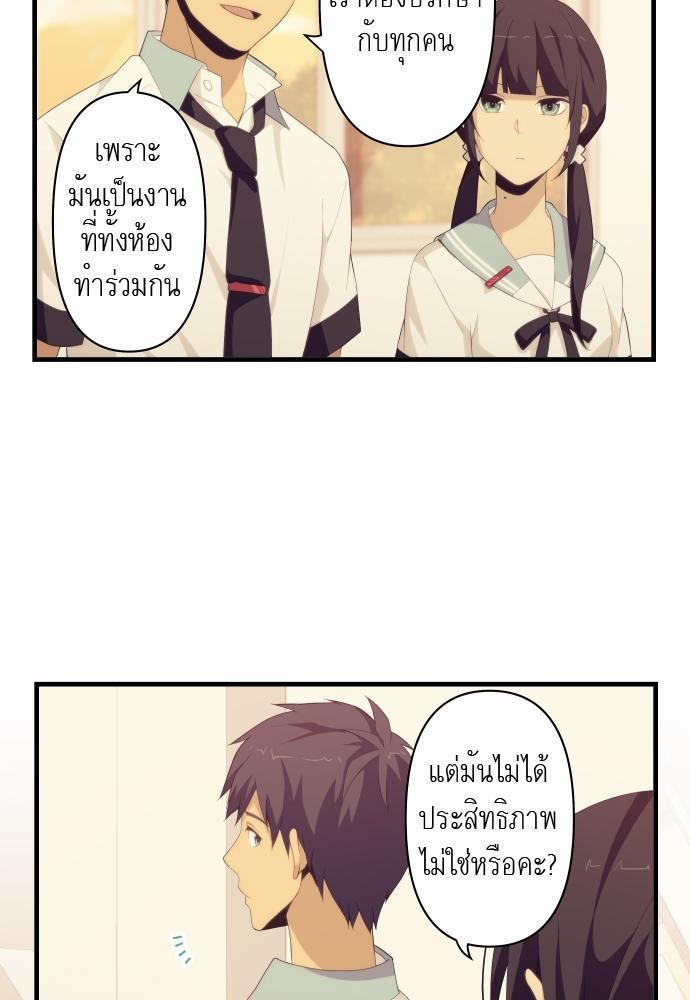 กับทุกคน
เพราะ
มันเป็นงาน
ที่ทั้งห้อง
ทำร่วมกัน
แต่มันไม่ได้
ประสิทธิภาพ
ไม่ใช่หรือคะ?